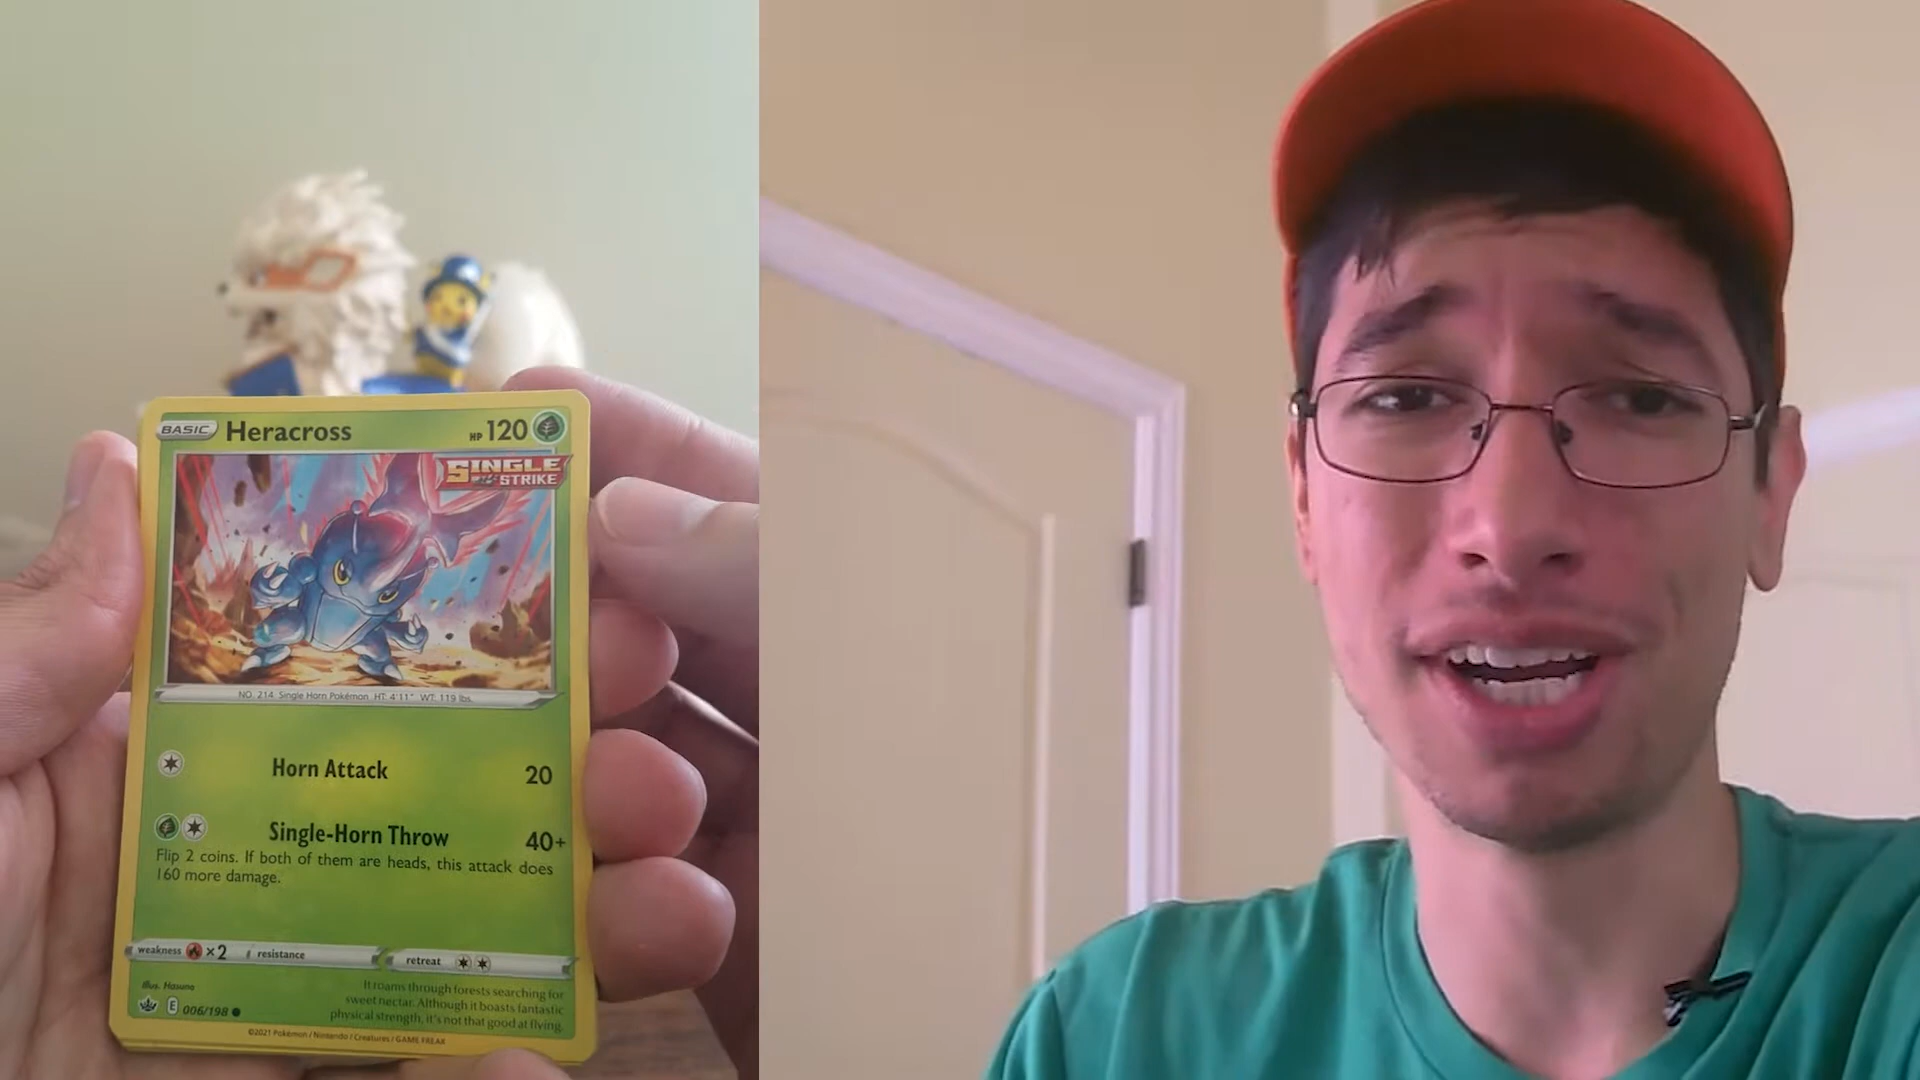 BASIC Heracross HP 120
SINGLE
STRIKE
NO. 214 Single Horn Pokémon HT: 4'11" WT: 119 lbs.
Horn Attack 20
Single-Horn Throw 40+
Flip 2 coins. If both of them are heads, this attack does
160 more damage.
weakness ×2 resistance retreat
Illus. Hasuno
It roams through forests searching for
sweet nectar. Although it boasts fantastic
physical strength, it's not that good at flying.
E 006/198
©2021 Pokémon / Nintendo / Creatures / GAME FREAK